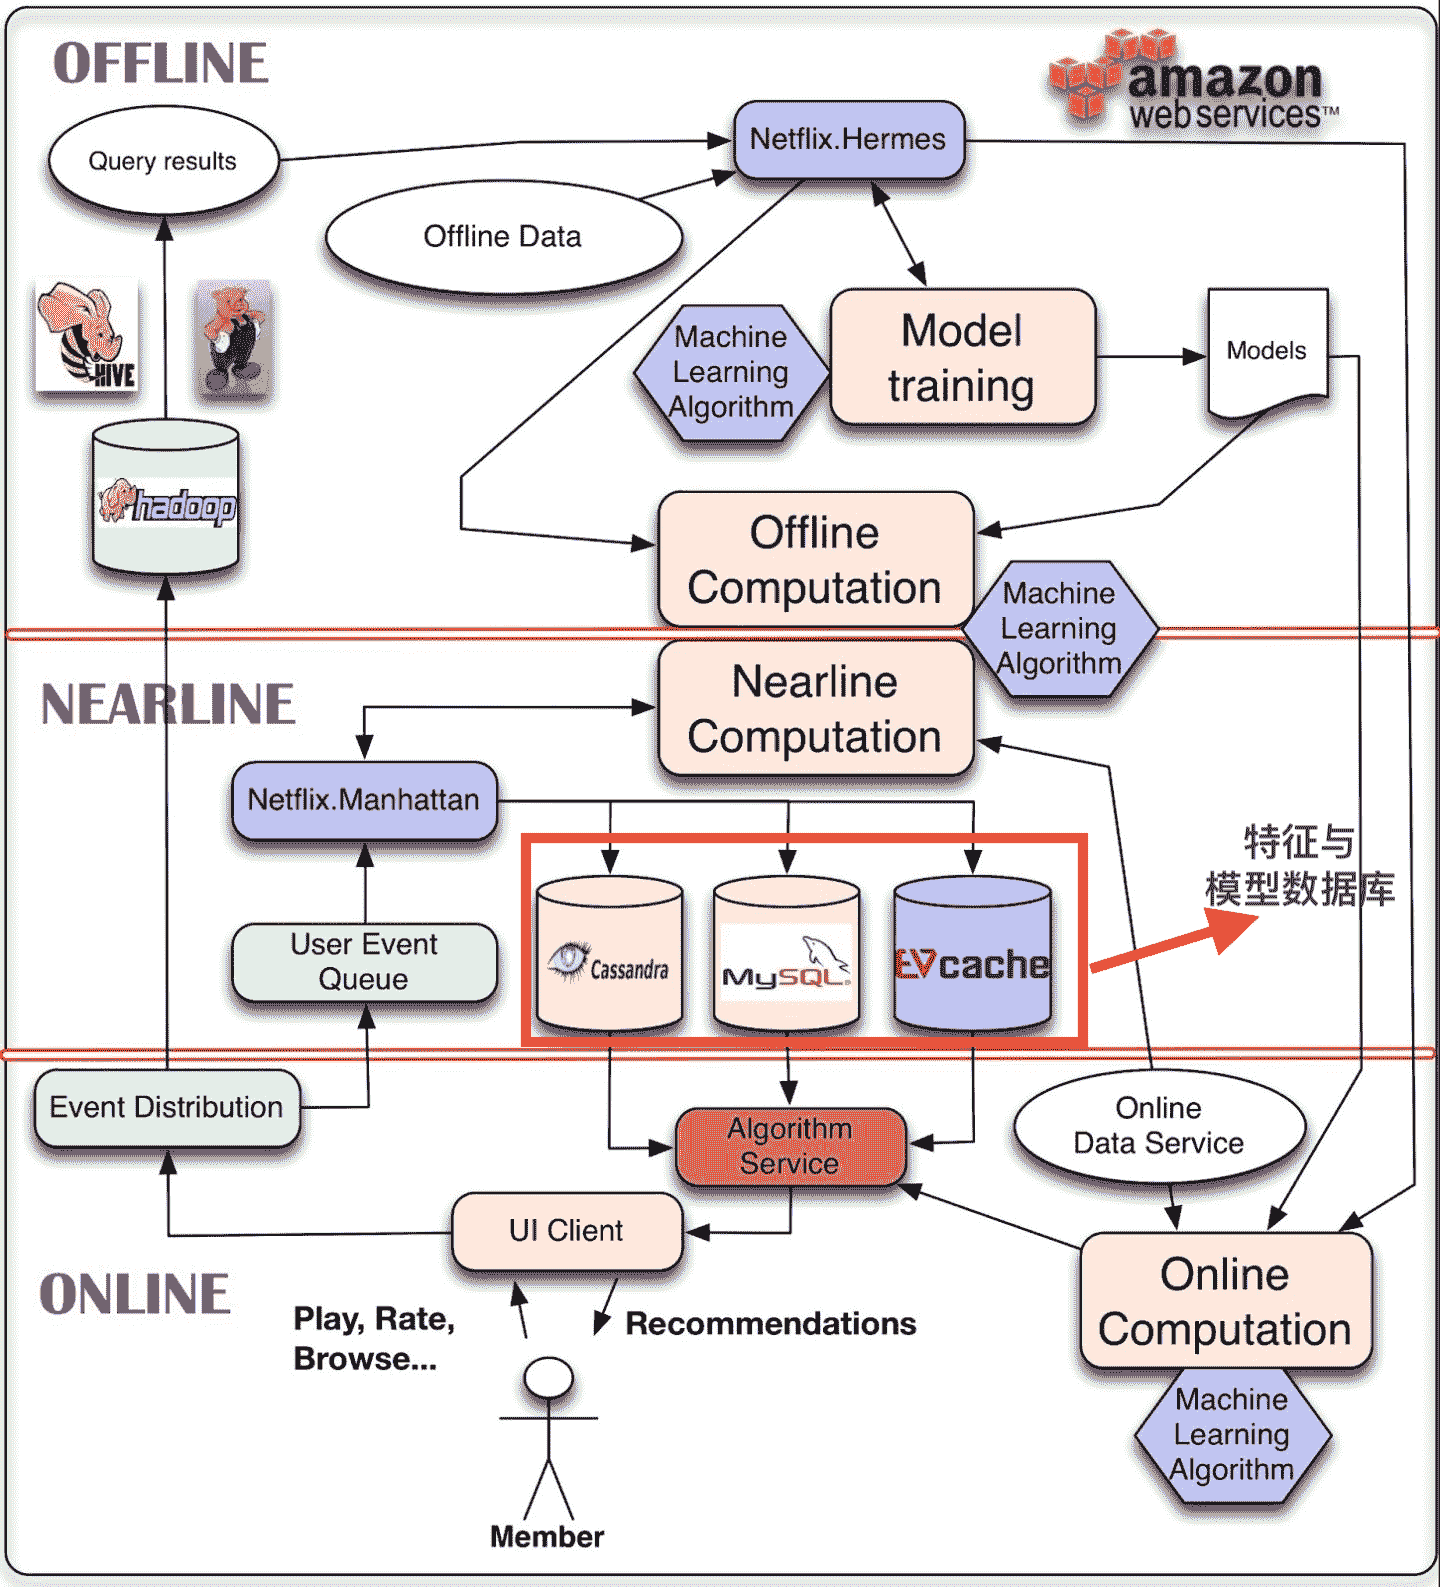 OFFLINE
amazon
web services™
Query results
Netflix.Hermes
Offline Data
HIVE
Machine
Learning
Algorithm
Model
training
Models
hadoop
Offline
Computation
Machine
Learning
Algorithm
NEARLINE
Nearline
Computation
Netflix.Manhattan
特征与
模型数据库
User Event
Queue
Cassandra
MySQL
EVcache
Event Distribution
Algorithm
Service
Online
Data Service
UI Client
ONLINE
Play, Rate,
Browse...
Recommendations
Online
Computation
Machine
Learning
Algorithm
Member